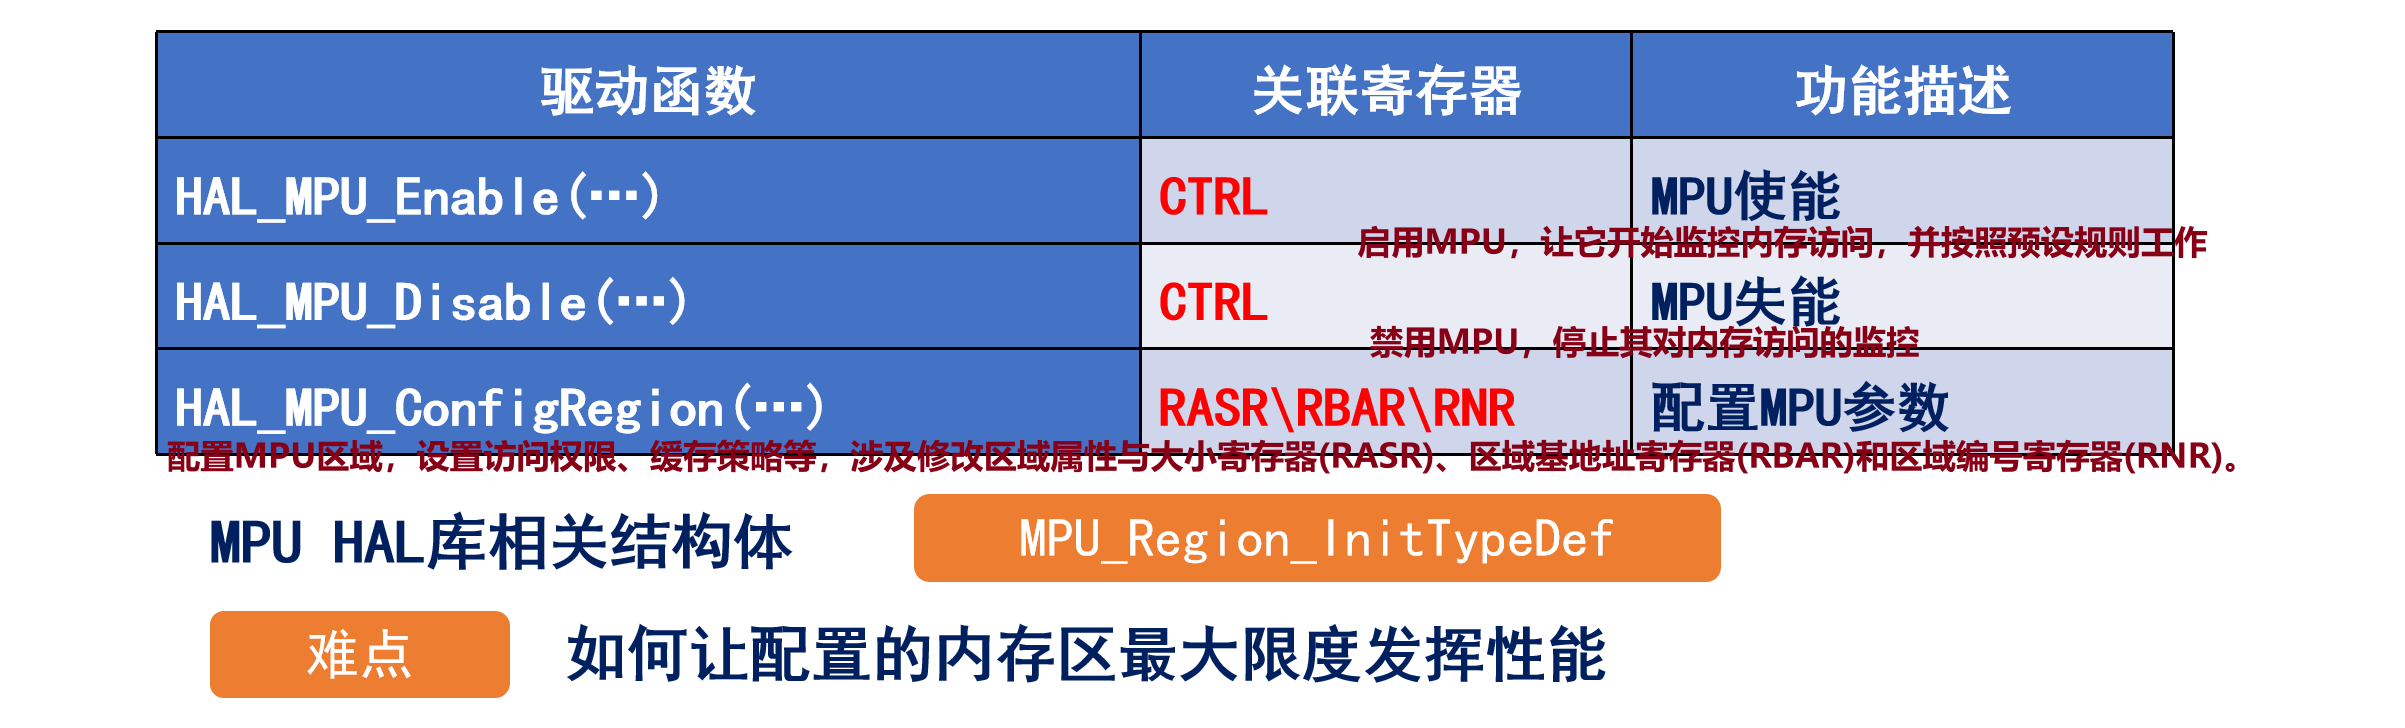 驱动函数 关联寄存器 功能描述
HAL_MPU_Enable(…) CTRL MPU使能
启用MPU，让它开始监控内存访问，并按照预设规则工作
HAL_MPU_Disable(…) CTRL MPU失能
禁用MPU，停止其对内存访问的监控
HAL_MPU_ConfigRegion(…) RASR\RBAR\RNR 配置MPU参数
配置MPU区域，设置访问权限、缓存策略等，涉及修改区域属性与大小寄存器(RASR)、区域基地址寄存器(RBAR)和区域编号寄存器(RNR)。
MPU HAL库相关结构体 MPU_Region_InitTypeDef
难点 如何让配置的内存区最大限度发挥性能